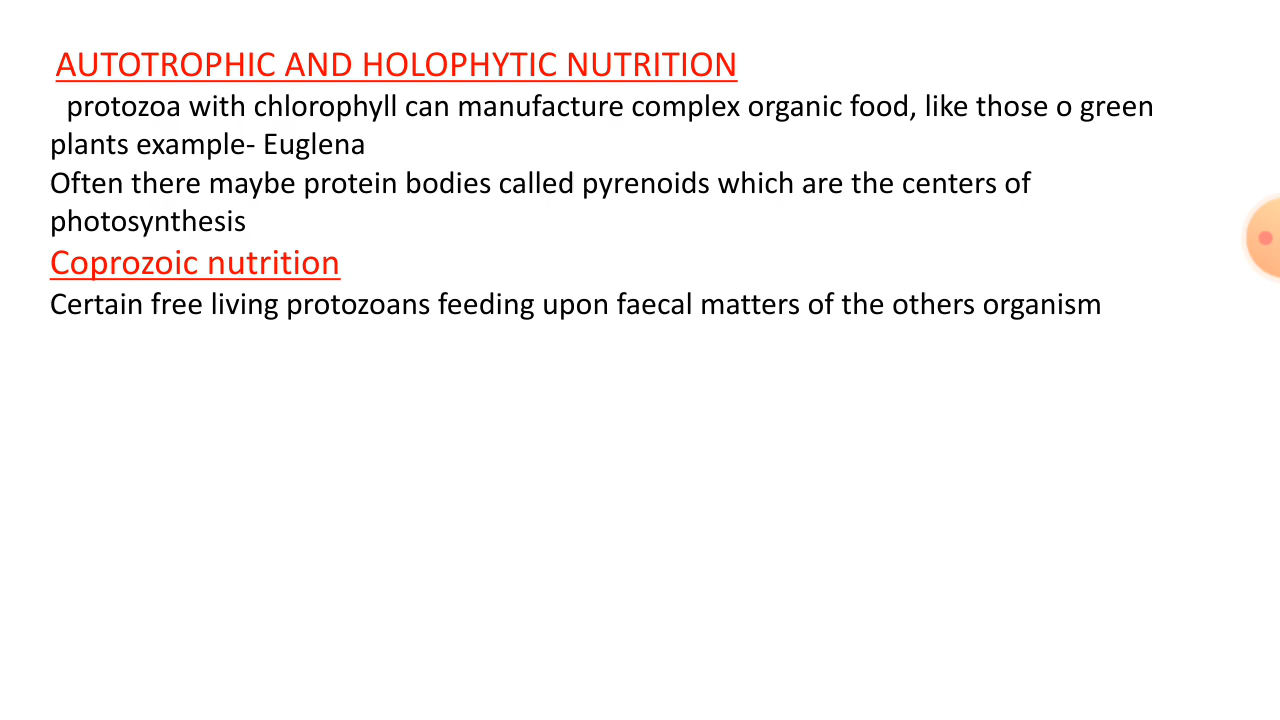 AUTOTROPHIC AND HOLOPHYTIC NUTRITION
protozoa with chlorophyll can manufacture complex organic food, like those o green
plants example- Euglena
Often there maybe protein bodies called pyrenoids which are the centers of
photosynthesis
Coprozoic nutrition
Certain free living protozoans feeding upon faecal matters of the others organism